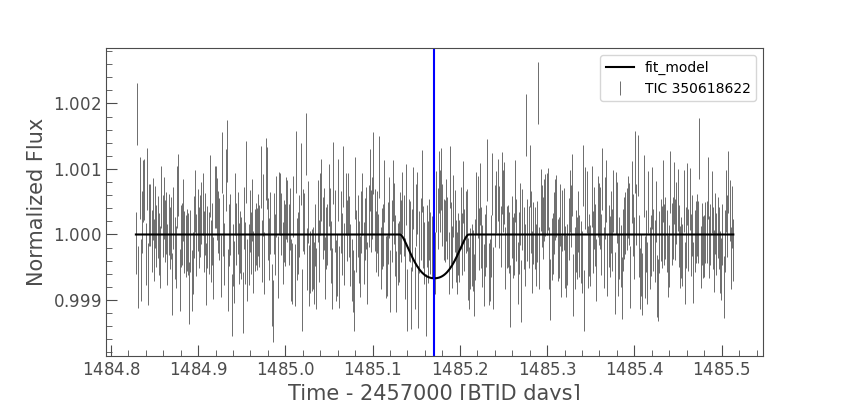 fit_model
TIC 350618622
1.002
1.001
1.000
0.999
Normalized Flux
1484.8 1484.9 1485.0 1485.1 1485.2 1485.3 1485.4 1485.5
Time - 2457000 [BTJD days]